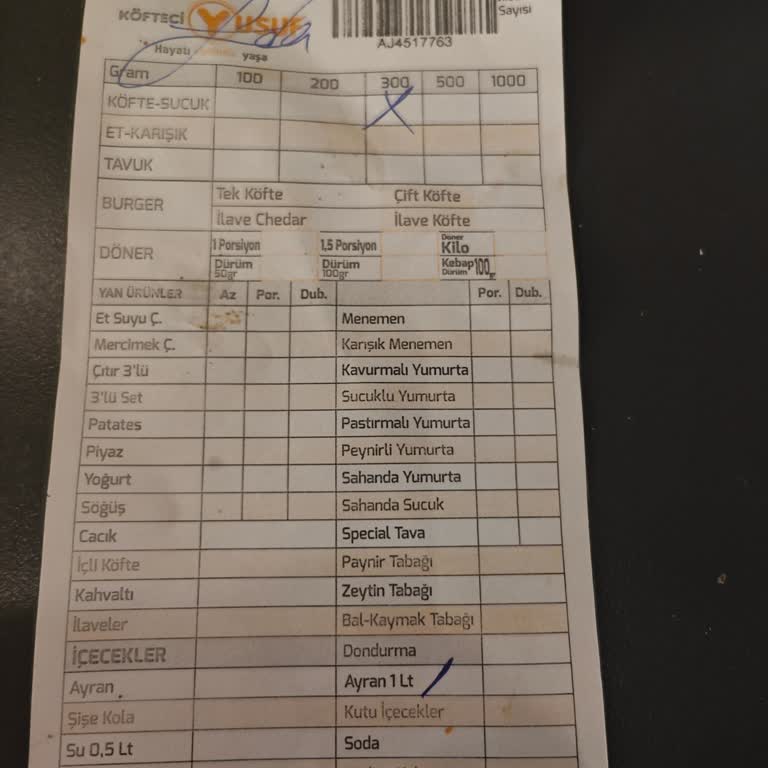 KÖFTECİ YUSUF
Sayısı
AJ4517763
Hayatı yaşa
Gram 100 200 300 500 1000
KÖFTE-SUCUK X
ET-KARIŞIK
TAVUK
BURGER Tek Köfte Çift Köfte
İlave Chedar İlave Köfte
DÖNER 1 Porsiyon 1,5 Porsiyon Döner Kilo
Dürüm 50gr Dürüm 100gr Kebap Dürüm 100g
YAN ÜRÜNLER Az Por. Dub. Por. Dub.
Et Suyu Ç. Menemen
Mercimek Ç. Karışık Menemen
Çıtır 3'lü Kavurmalı Yumurta
3'lü Set Sucuklu Yumurta
Patates Pastırmalı Yumurta
Piyaz Peynirli Yumurta
Yoğurt Sahanda Yumurta
Söğüş Sahanda Sucuk
Cacık Special Tava
İçli Köfte Paynir Tabağı
Kahvaltı Zeytin Tabağı
İlaveler Bal-Kaymak Tabağı
İÇECEKLER Dondurma
Ayran Ayran 1 Lt /
Şişe Kola Kutu İçecekler
Su 0,5 Lt Soda